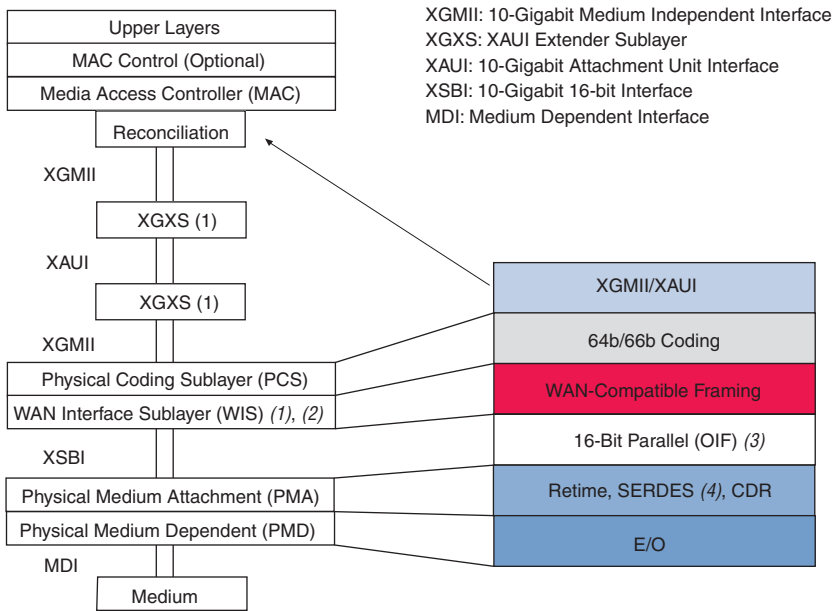 XGMII: 10-Gigabit Medium Independent Interface
XGXS: XAUI Extender Sublayer
XAUI: 10-Gigabit Attachment Unit Interface
XSBI: 10-Gigabit 16-bit Interface
MDI: Medium Dependent Interface
Upper Layers
MAC Control (Optional)
Media Access Controller (MAC)
Reconciliation
XGMII
XGXS (1)
XAUI
XGXS (1)
XGMII
Physical Coding Sublayer (PCS)
WAN Interface Sublayer (WIS) (1), (2)
XSBI
Physical Medium Attachment (PMA)
Physical Medium Dependent (PMD)
MDI
Medium
XGMII/XAUI
64b/66b Coding
WAN-Compatible Framing
16-Bit Parallel (OIF) (3)
Retime, SERDES (4), CDR
E/O